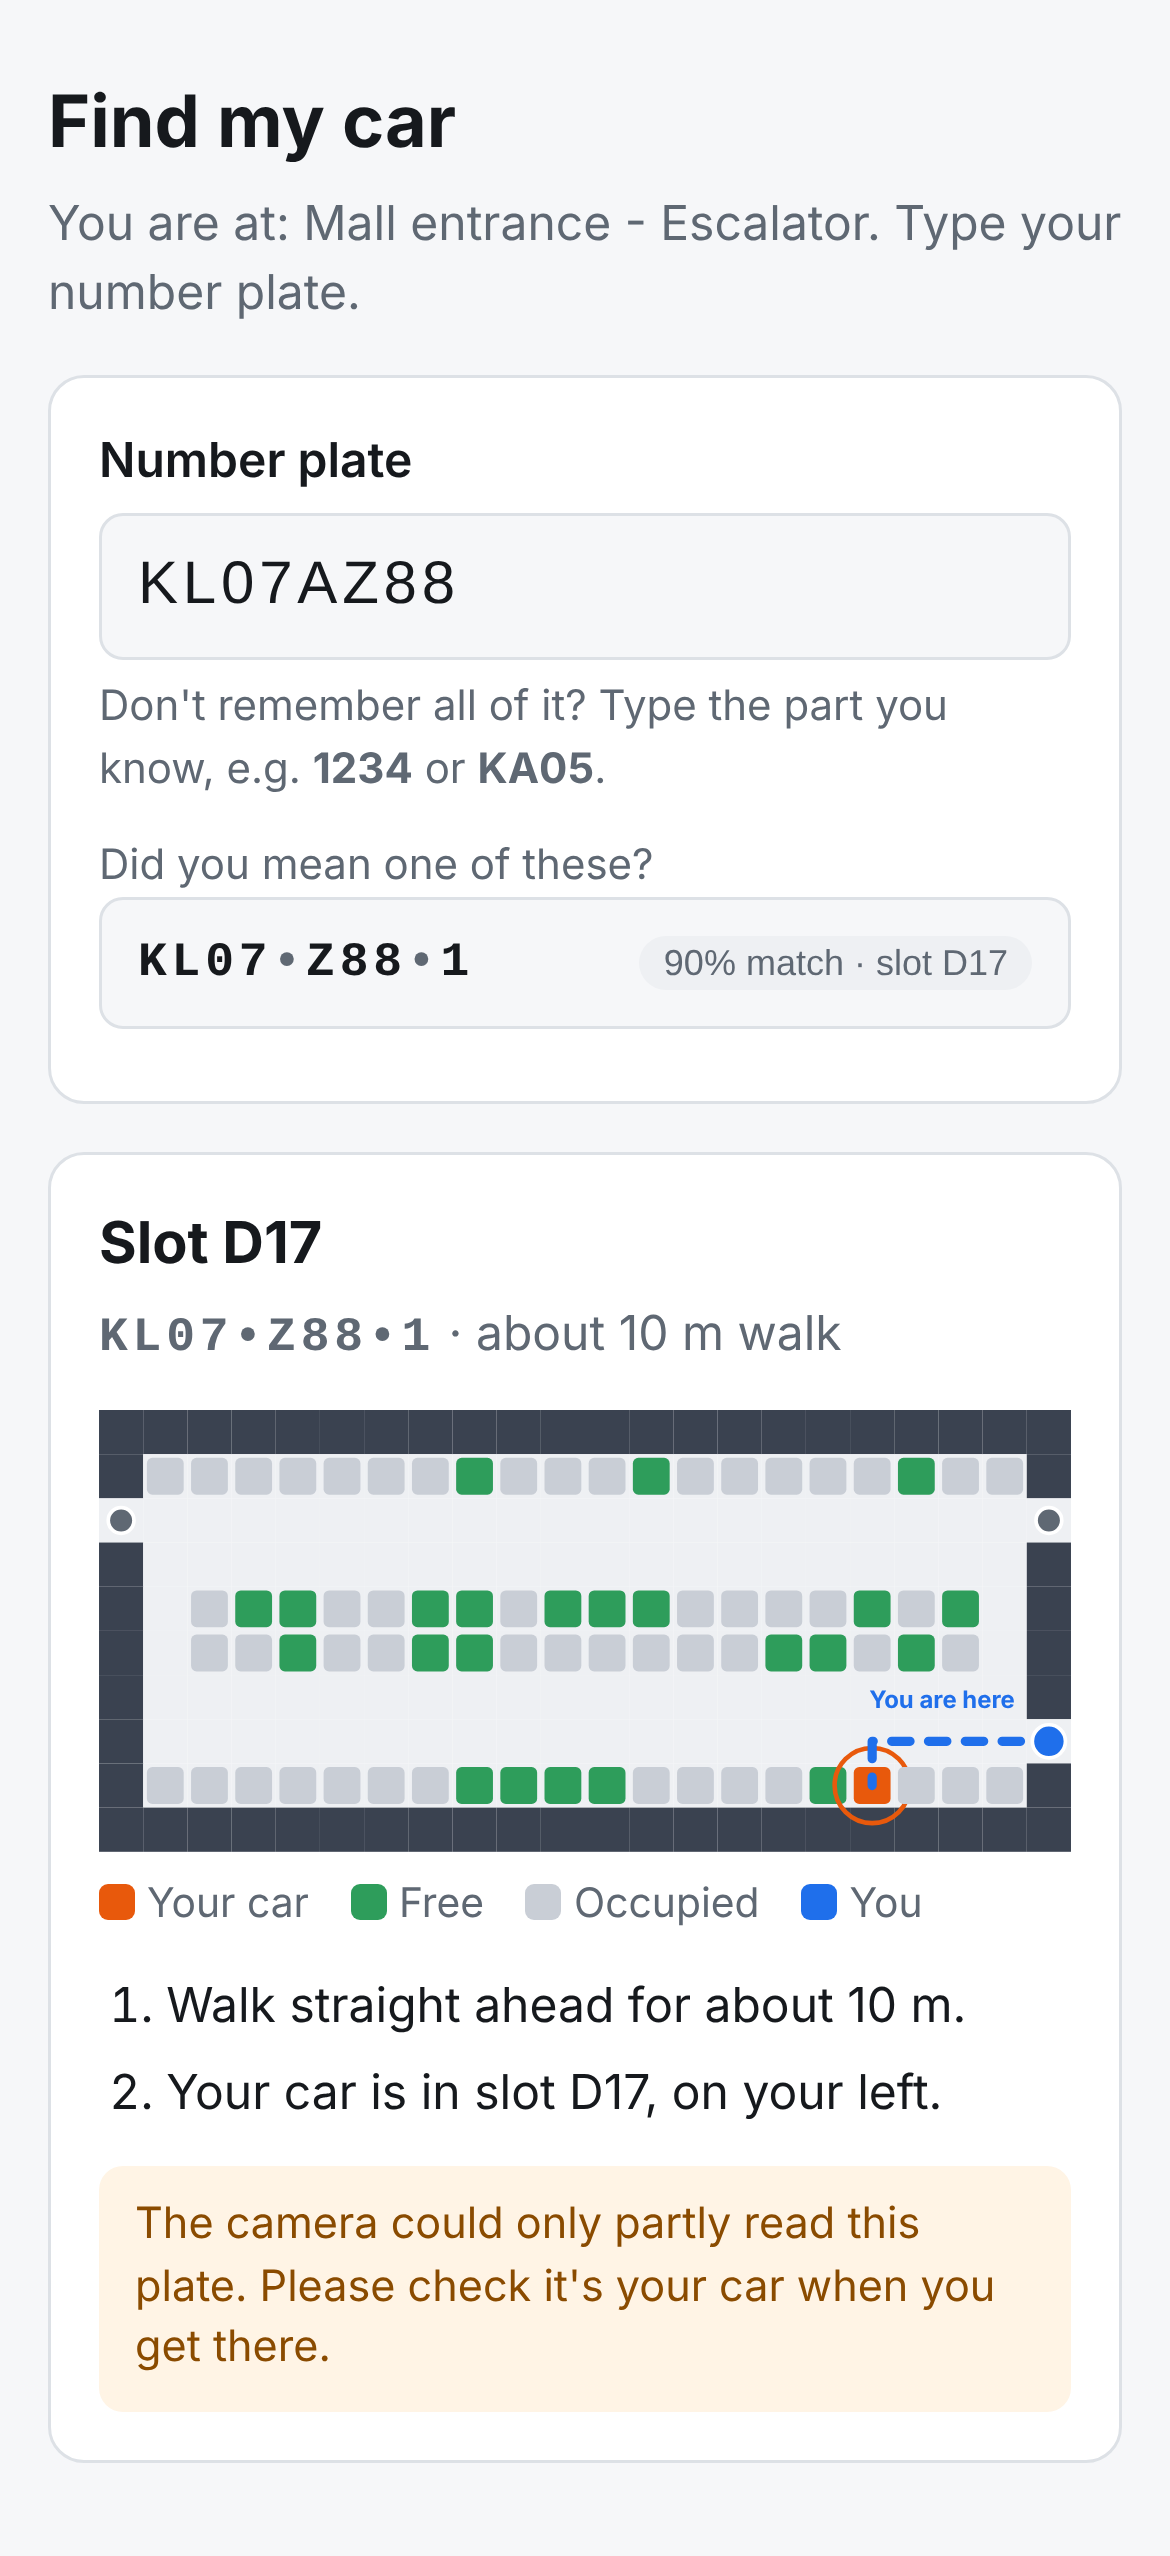 Find my car
You are at: Mall entrance - Escalator. Type your
number plate.
Number plate
KL07AZ88
Don't remember all of it? Type the part you
know, e.g. 1234 or KA05.
Did you mean one of these?
KL07•Z88•1
90% match · slot D17
Slot D17
KL07•Z88•1 · about 10 m walk
You are here
Your car
Free
Occupied
You
1. Walk straight ahead for about 10 m.
2. Your car is in slot D17, on your left.
The camera could only partly read this
plate. Please check it's your car when you
get there.